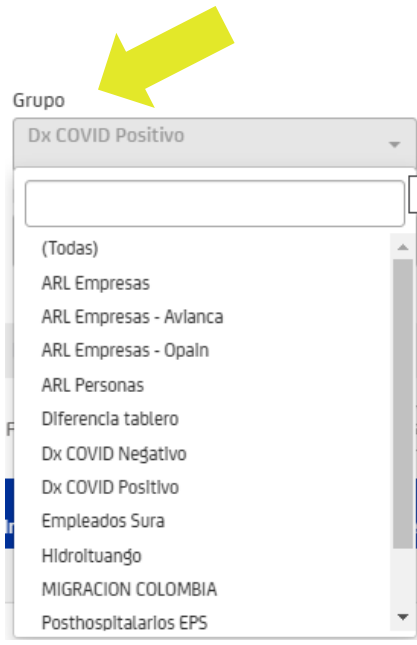 Grupo
Dx COVID Positivo
(Todas)
ARL Empresas
ARL Empresas - Avianca
ARL Empresas - Opain
ARL Personas
Diferencia tablero
Dx COVID Negativo
Dx COVID Positivo
Empleados Sura
Hidroituango
MIGRACION COLOMBIA
Posthospitalarios EPS